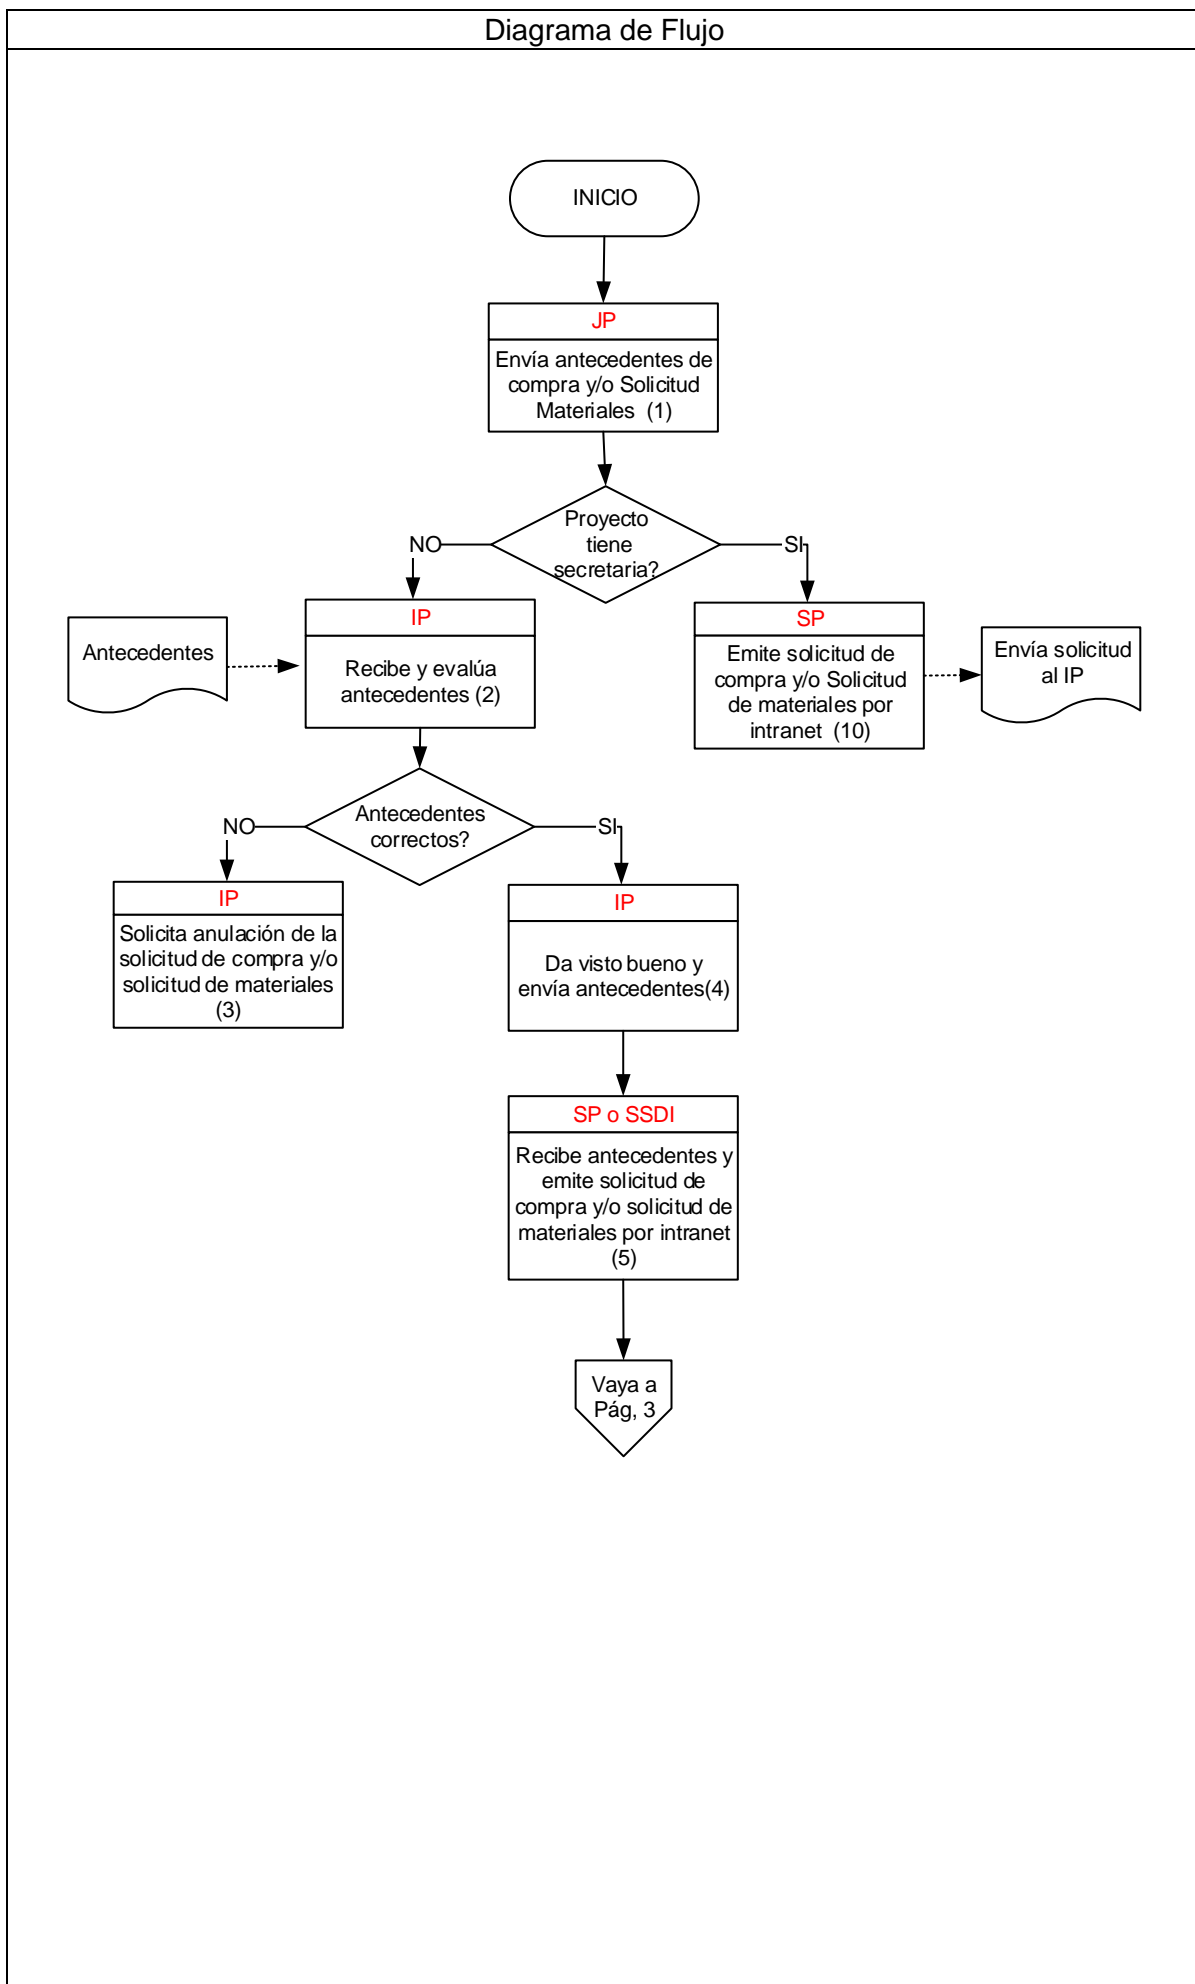 Diagrama de Flujo
INICIO
JP
Envía antecedentes de
compra y/o Solicitud
Materiales (1)
Proyecto
tiene
secretaria?
NO
SI
IP
Recibe y evalúa
antecedentes (2)
Antecedentes
SP
Emite solicitud de
compra y/o Solicitud
de materiales por
intranet (10)
Envía solicitud
al IP
Antecedentes
correctos?
NO
SI
IP
Solicita anulación de la
solicitud de compra y/o
solicitud de materiales
(3)
IP
Da visto bueno y
envía antecedentes(4)
SP o SSDI
Recibe antecedentes y
emite solicitud de
compra y/o solicitud de
materiales por intranet
(5)
Vaya a
Pág, 3